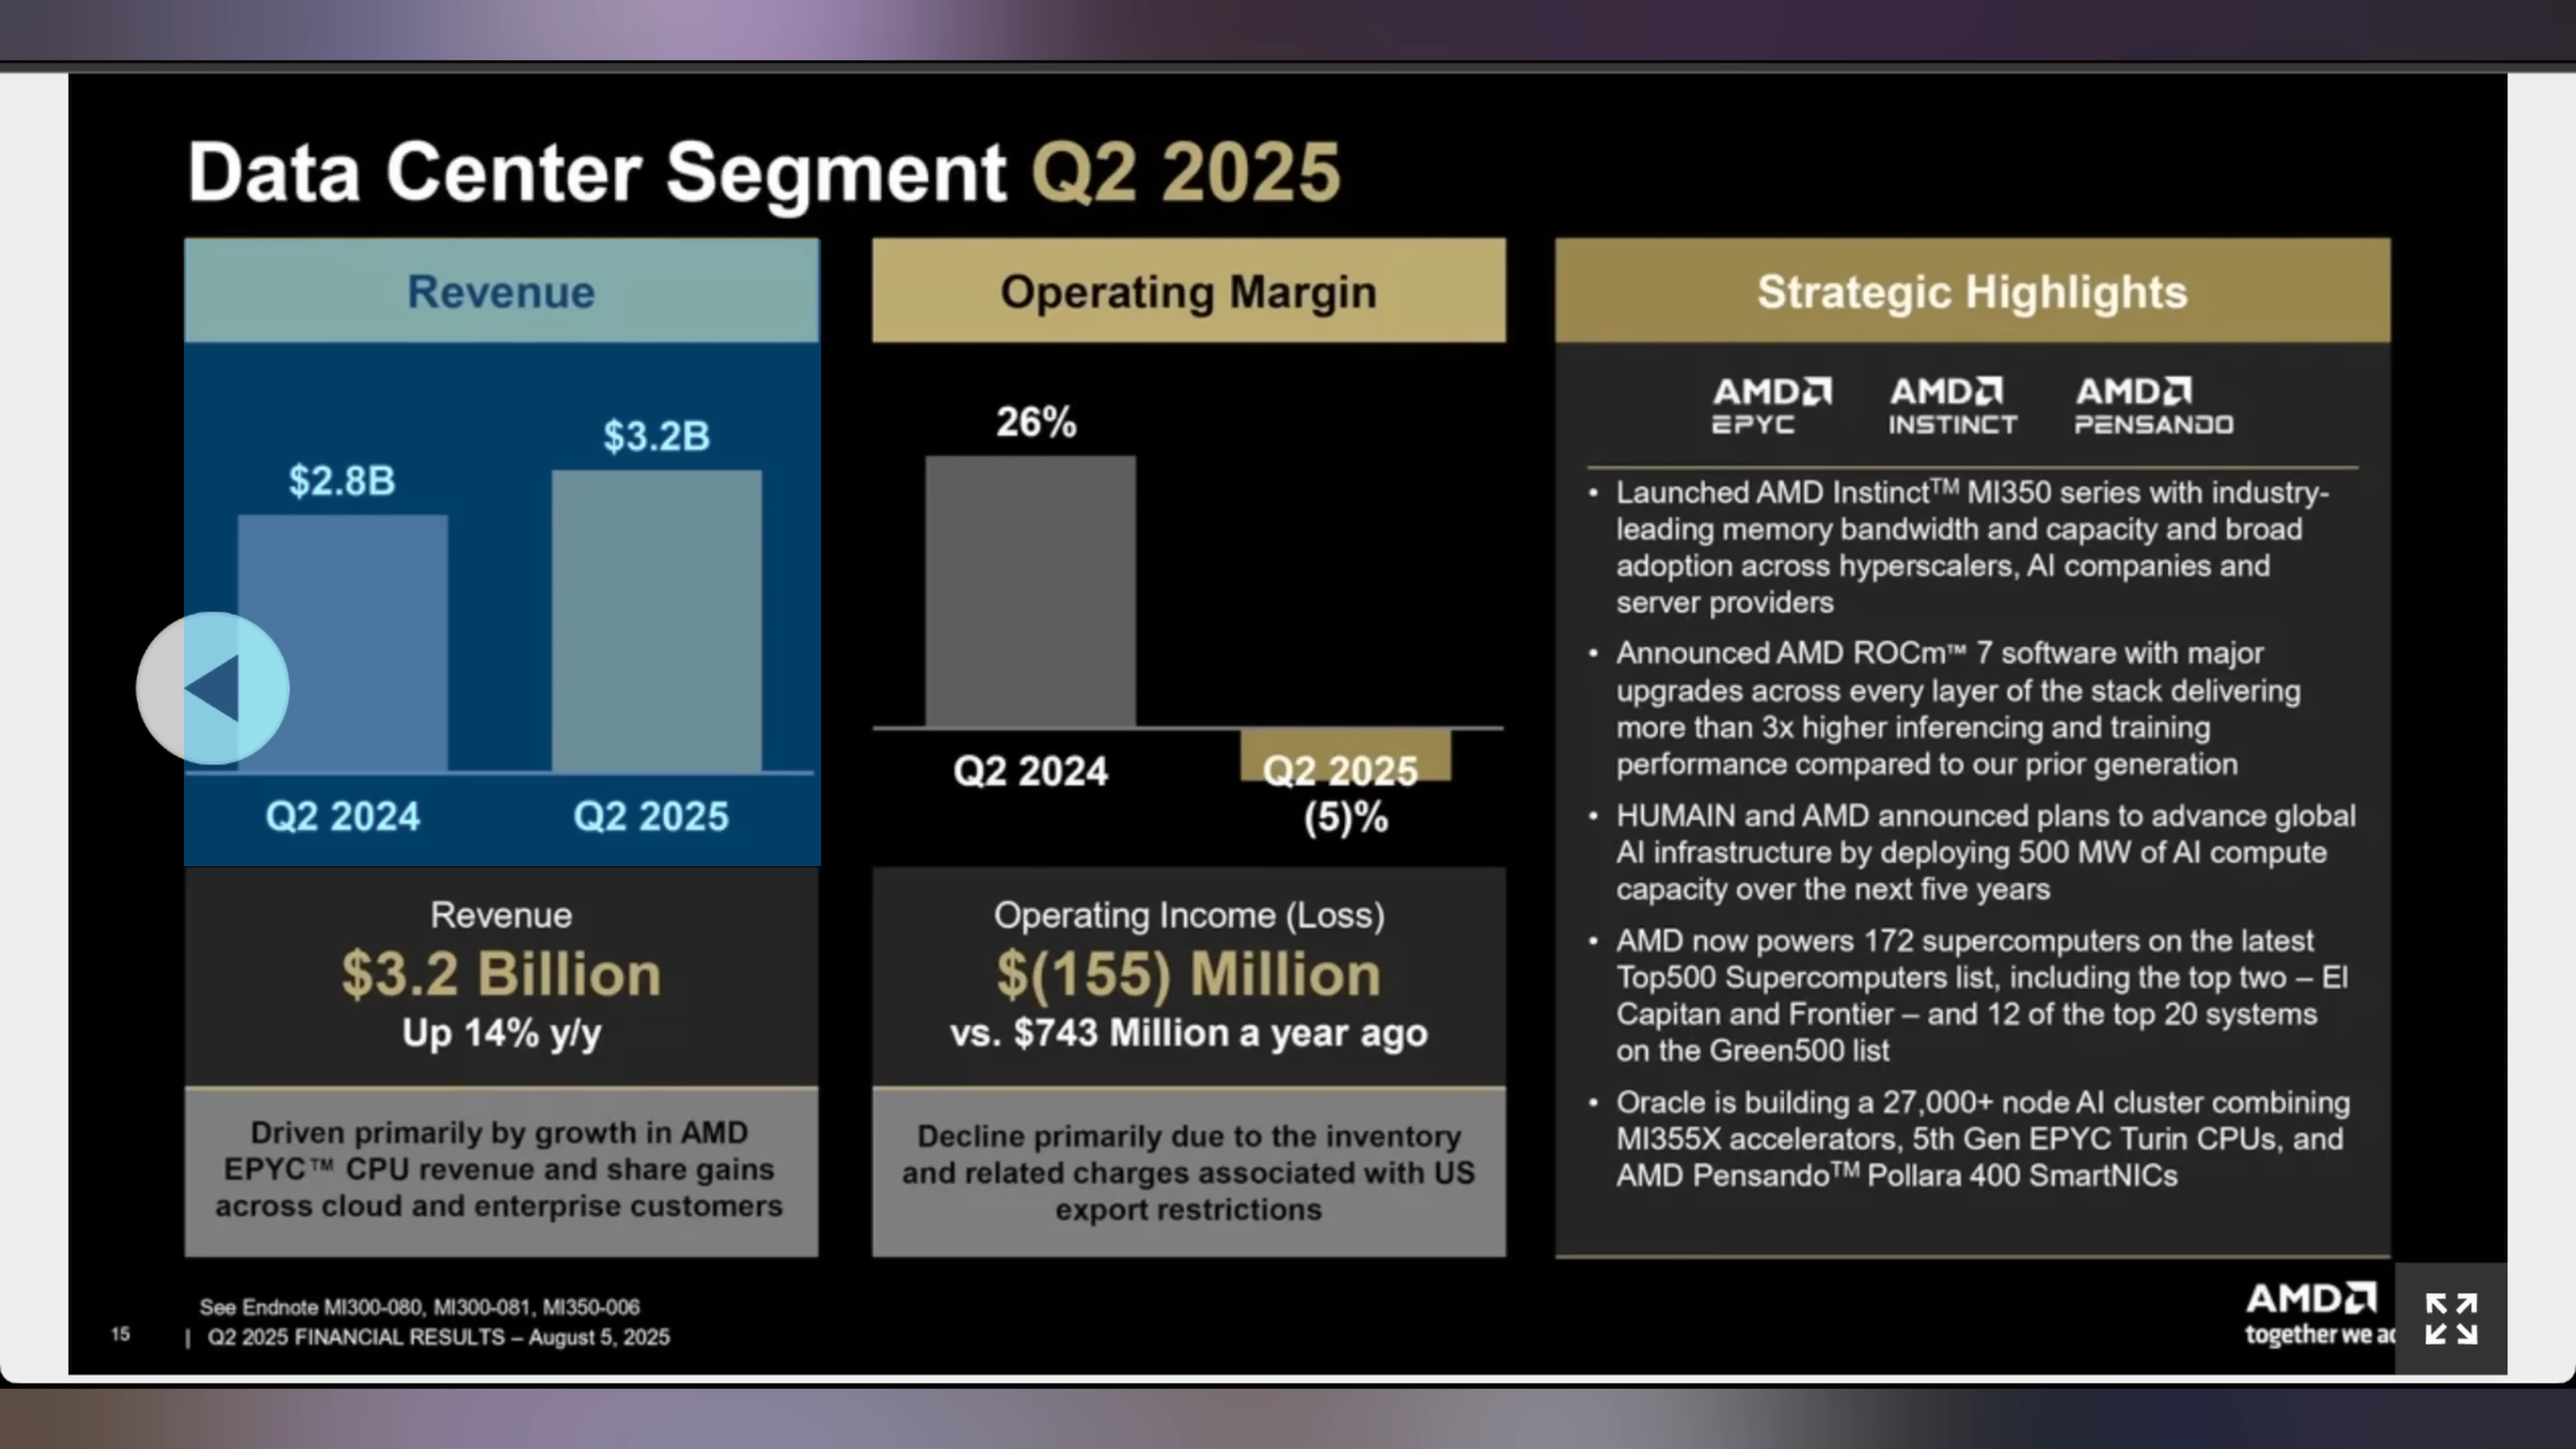 Data Center Segment Q2 2025
Revenue
$2.8B
$3.2B
Q2 2024
Q2 2025
Revenue
$3.2 Billion
Up 14% y/y
Driven primarily by growth in AMD
EPYC™ CPU revenue and share gains
across cloud and enterprise customers
Operating Margin
26%
Q2 2024
Q2 2025
(5)%
Operating Income (Loss)
$(155) Million
vs. $743 Million a year ago
Decline primarily due to the inventory
and related charges associated with US
export restrictions
Strategic Highlights
AMD EPYC
AMD INSTINCT
AMD PENSANDO
• Launched AMD Instinct™ MI350 series with industry-
leading memory bandwidth and capacity and broad
adoption across hyperscalers, AI companies and
server providers
• Announced AMD ROCm™ 7 software with major
upgrades across every layer of the stack delivering
more than 3x higher inferencing and training
performance compared to our prior generation
• HUMAIN and AMD announced plans to advance global
AI infrastructure by deploying 500 MW of AI compute
capacity over the next five years
• AMD now powers 172 supercomputers on the latest
Top500 Supercomputers list, including the top two – El
Capitan and Frontier – and 12 of the top 20 systems
on the Green500 list
• Oracle is building a 27,000+ node AI cluster combining
MI355X accelerators, 5th Gen EPYC Turin CPUs, and
AMD Pensando™ Pollara 400 SmartNICs
See Endnote MI300-080, MI300-081, MI350-006
15 | Q2 2025 FINANCIAL RESULTS – August 5, 2025
AMD
together we